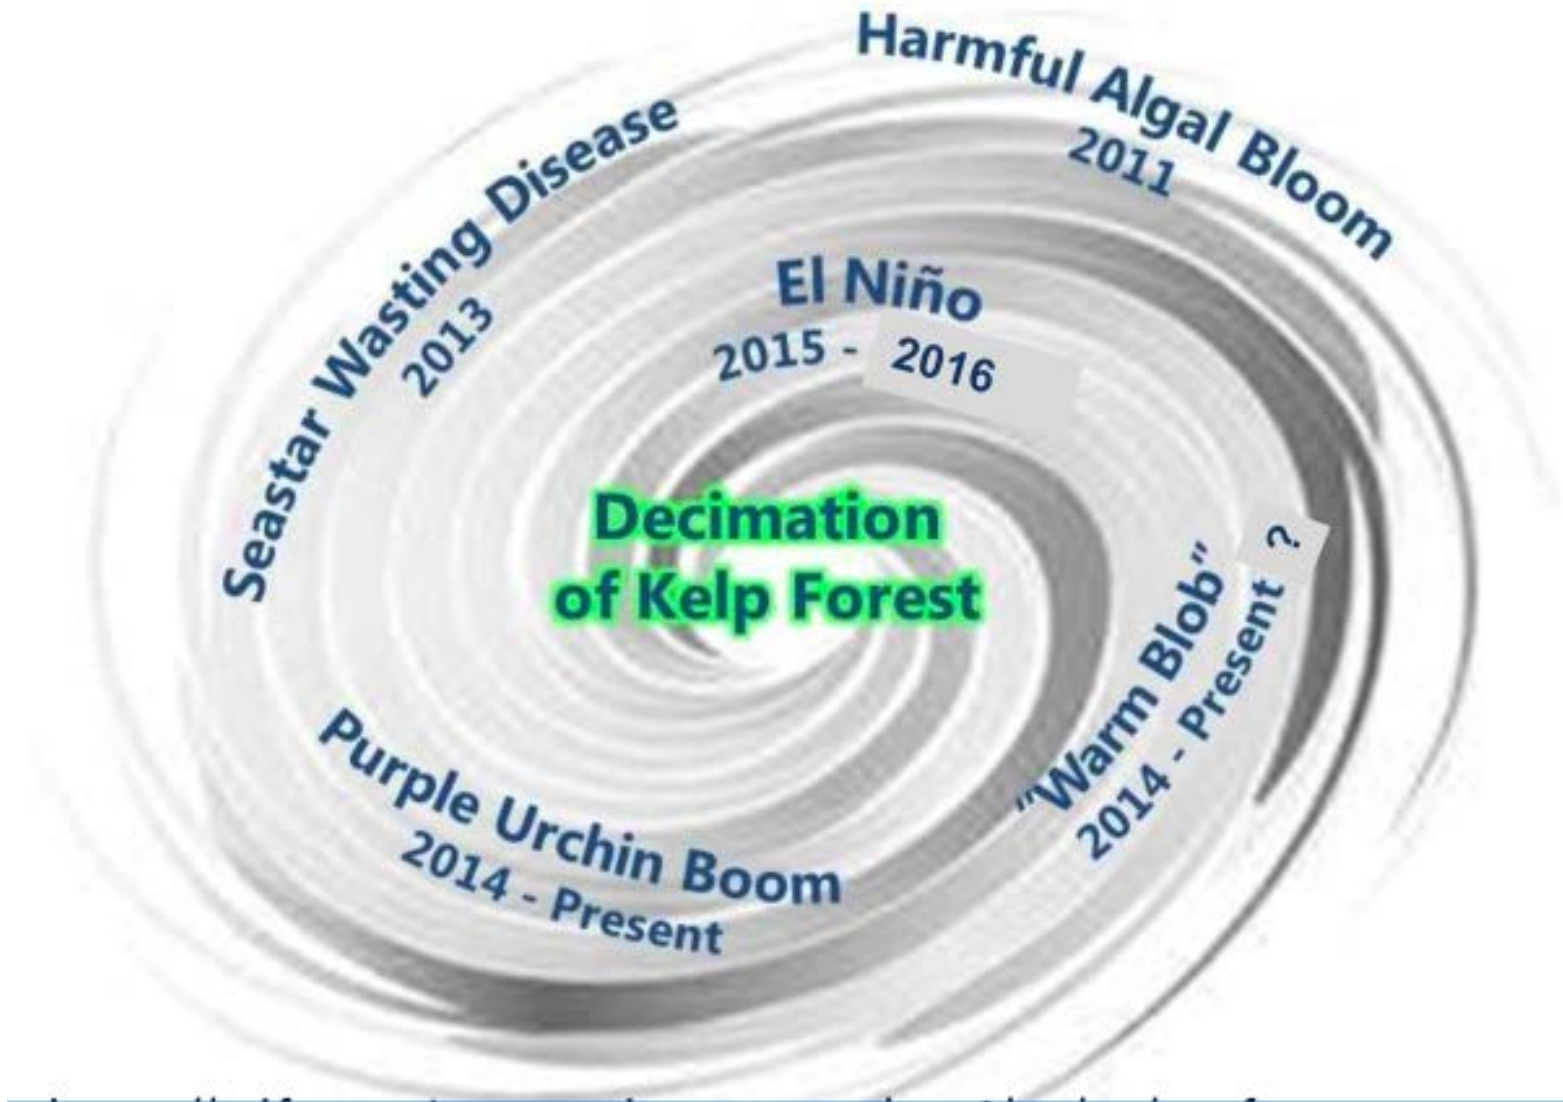 Harmful Algal Bloom
2011
Seastar Wasting Disease
2013
El Niño
2015 - 2016
Decimation
of Kelp Forest
"Warm Blob"
2014 - Present ?
Purple Urchin Boom
2014 - Present